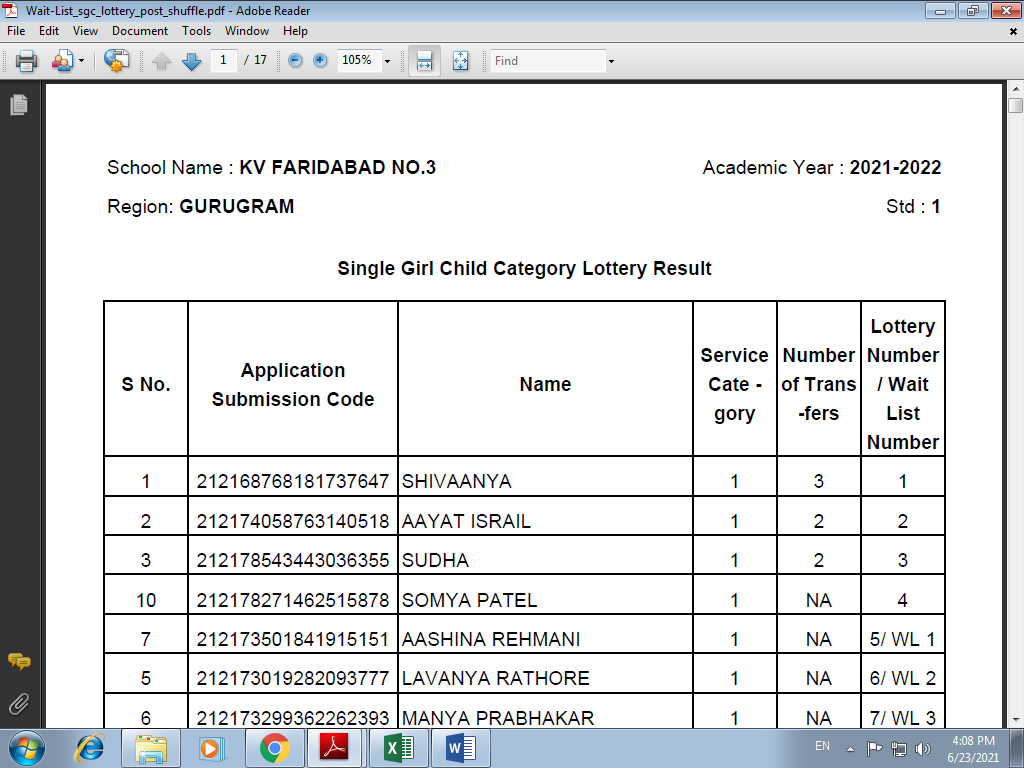 Wait-List_sgc_lottery_post_shuffle.pdf - Adobe Reader
File Edit View Document Tools Window Help
1 / 17 105% Find
School Name : KV FARIDABAD NO.3 Academic Year : 2021-2022
Region: GURUGRAM Std : 1
Single Girl Child Category Lottery Result
S No. Application Submission Code Name Service Cate - gory Number of Trans -fers Lottery Number / Wait List Number
1 212168768181737647 SHIVAANYA 1 3 1
2 212174058763140518 AAYAT ISRAIL 1 2 2
3 212178543443036355 SUDHA 1 2 3
10 212178271462515878 SOMYA PATEL 1 NA 4
7 212173501841915151 AASHINA REHMANI 1 NA 5/ WL 1
5 212173019282093777 LAVANYA RATHORE 1 NA 6/ WL 2
6 212173299362262393 MANYA PRABHAKAR 1 NA 7/ WL 3
EN 4:08 PM
6/23/2021